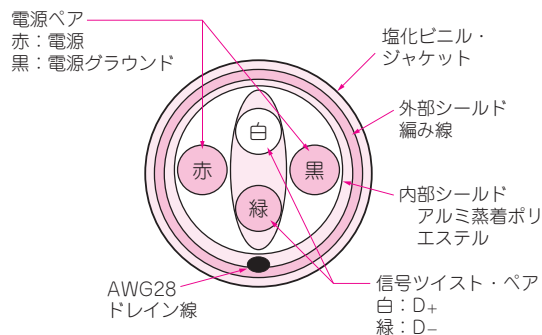 電源ペア
赤：電源
黒：電源グラウンド
塩化ビニル・
ジャケット
外部シールド
編み線
白
赤
黒
緑
内部シールド
アルミ蒸着ポリ
エステル
AWG28
ドレイン線
信号ツイスト・ペア
白：D+
緑：D−